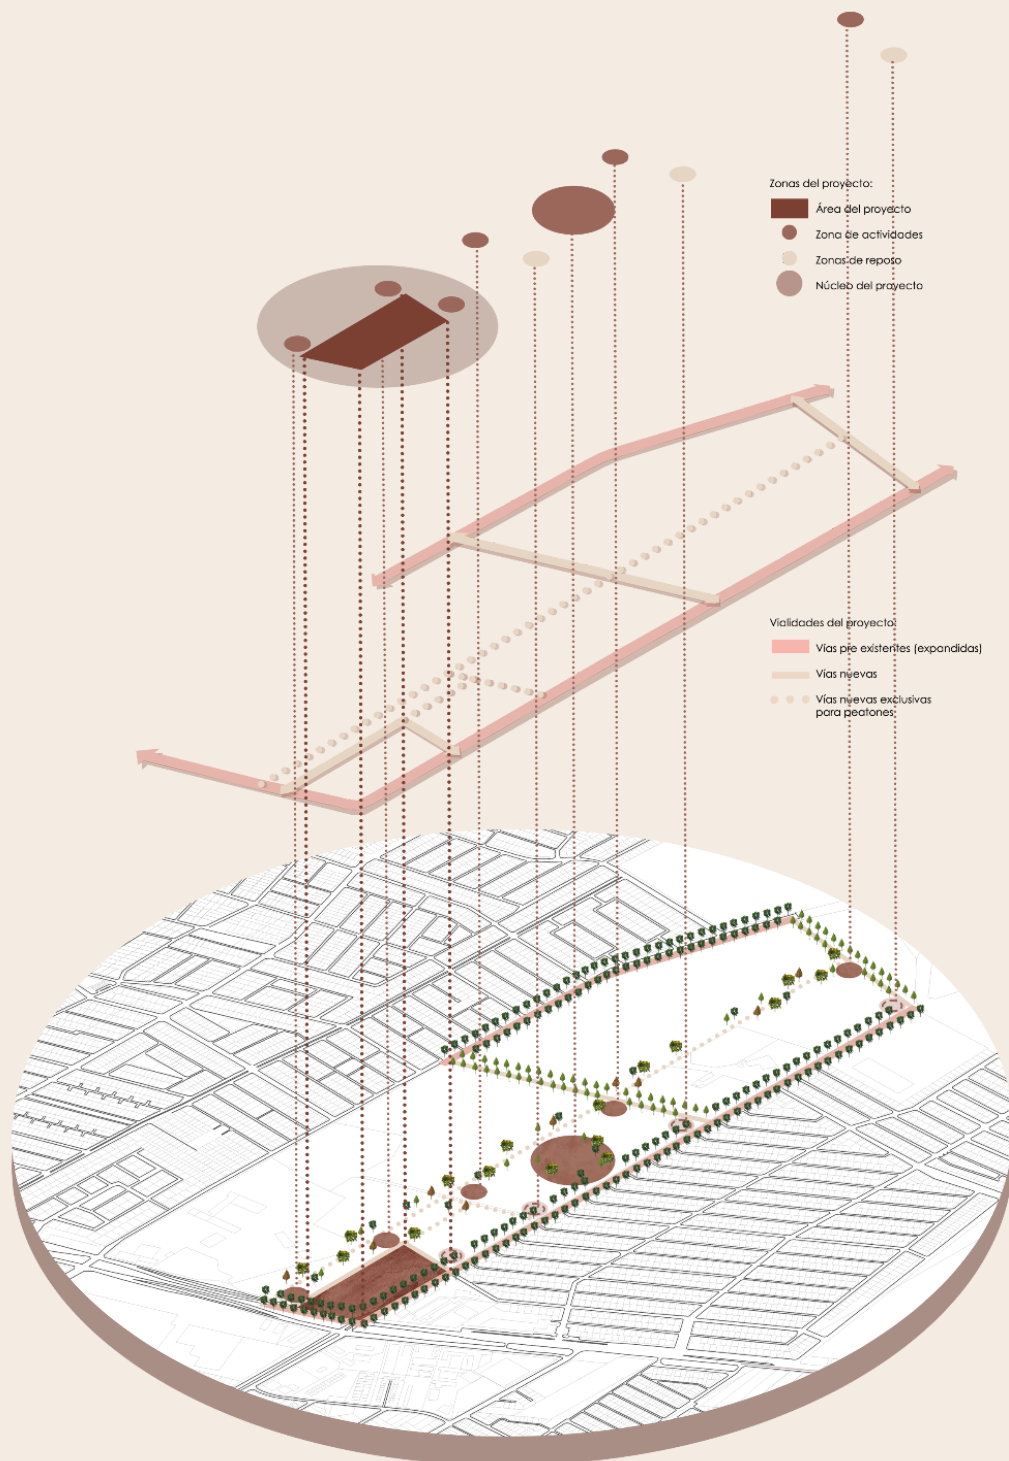 Zonas del proyecto:
Área del proyecto
Zona de actividades
Zonas de reposo
Núcleo del proyecto
Vialidades del proyecto:
Vías pre existentes (expandidas)
Vías nuevas
Vías nuevas exclusivas
para peatones